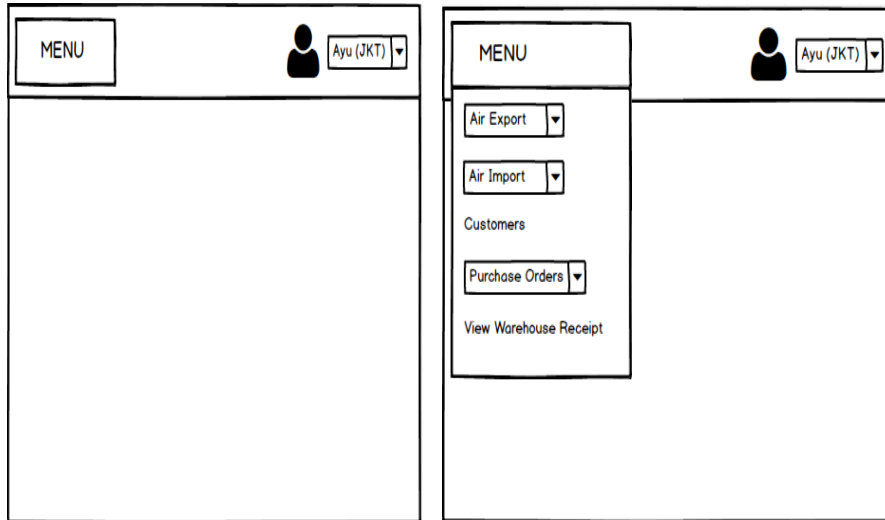 MENU
Ayu (JKT)
MENU
Ayu (JKT)
Air Export
Air Import
Customers
Purchase Orders
View Warehouse Receipt